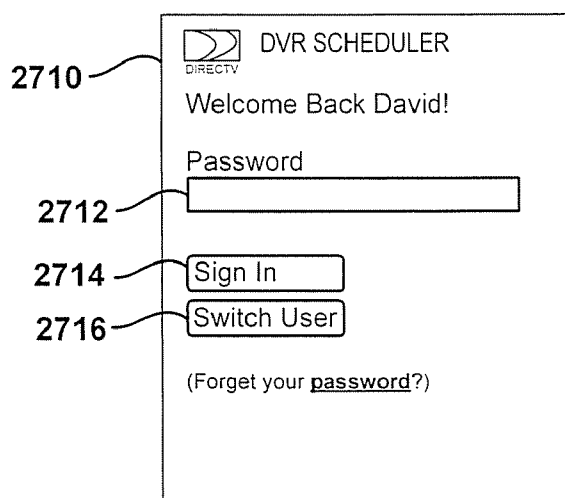 DVR SCHEDULER
DIRECTV
2710
Welcome Back David!
Password
2712
2714 Sign In
2716 Switch User
(Forget your password?)